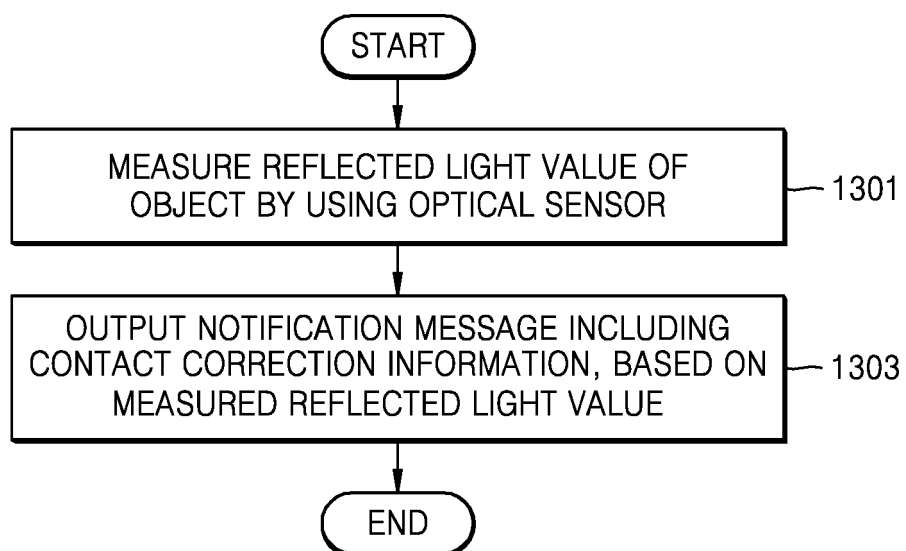 START
MEASURE REFLECTED LIGHT VALUE OF
OBJECT BY USING OPTICAL SENSOR
1301
OUTPUT NOTIFICATION MESSAGE INCLUDING
CONTACT CORRECTION INFORMATION, BASED ON
MEASURED REFLECTED LIGHT VALUE
1303
END